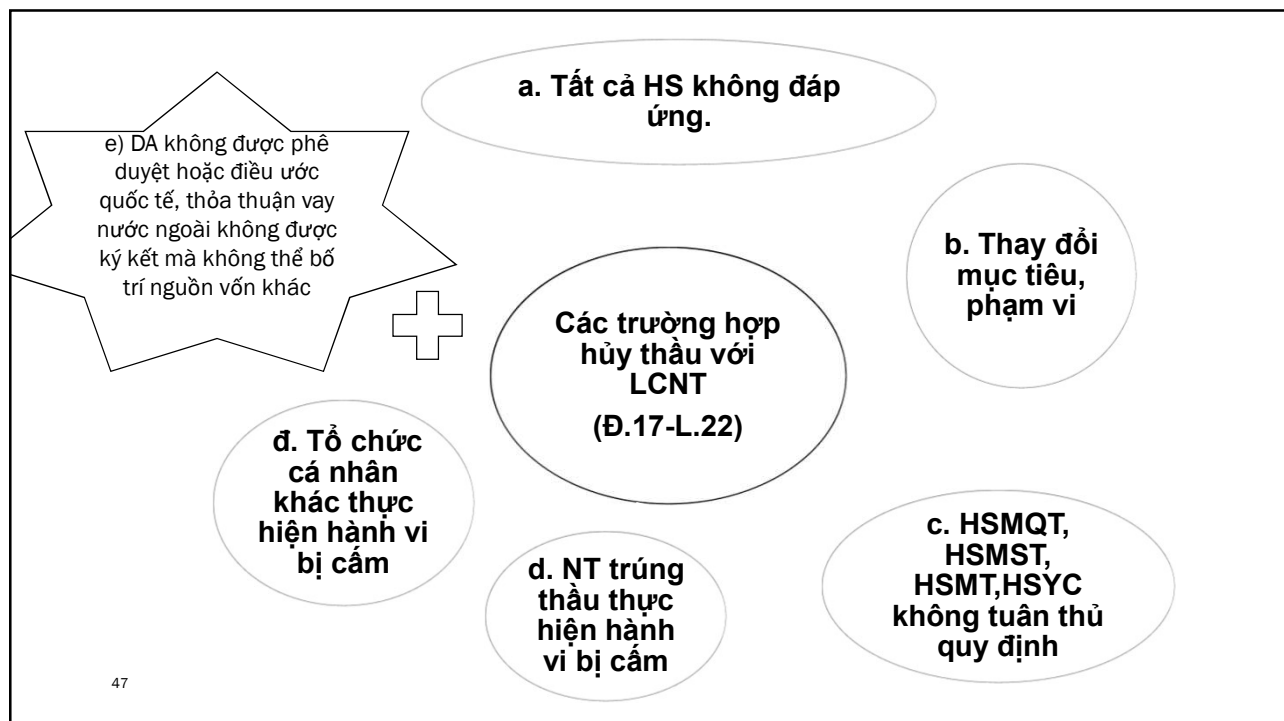 a. Tất cả HS không đáp
ứng.
e) DA không được phê
duyệt hoặc điều ước
quốc tế, thỏa thuận vay
nước ngoài không được
ký kết mà không thể bố
trí nguồn vốn khác
b. Thay đổi
mục tiêu,
phạm vi
Các trường hợp
hủy thầu với
LCNT
(Đ.17-L.22)
đ. Tổ chức
cá nhân
khác thực
hiện hành vi
bị cấm
d. NT trúng
thầu thực
hiện hành
vi bị cấm
c. HSMQT,
HSMST,
HSMT,HSYC
không tuân thủ
quy định
47